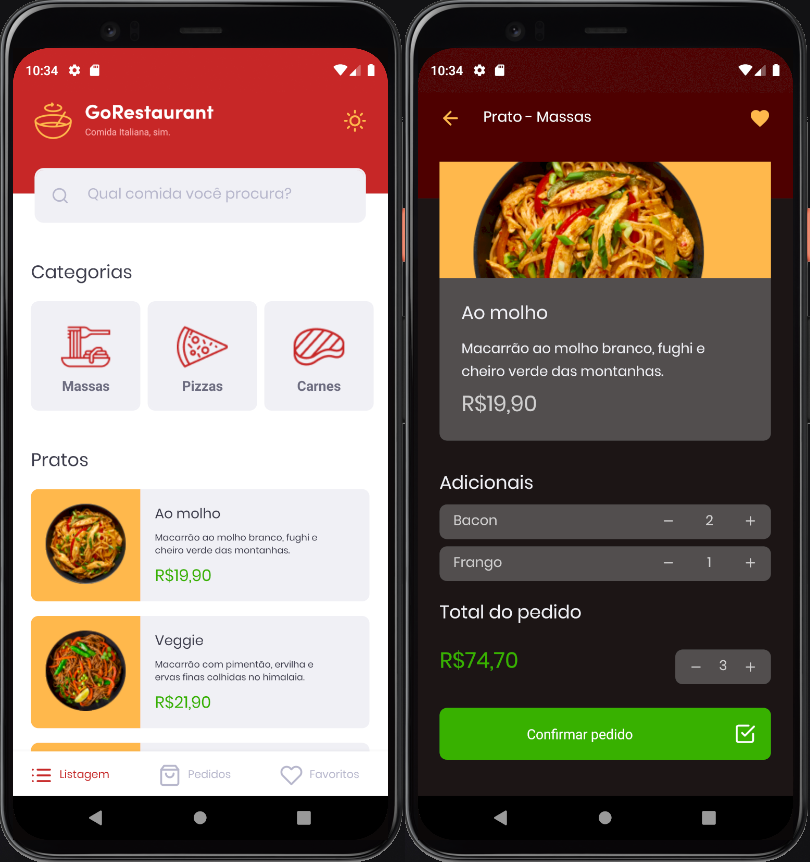 10:34
GoRestaurant
Comida Italiana, sim.
Qual comida você procura?
Categorias
Massas
Pizzas
Carnes
Pratos
Ao molho
Macarrão ao molho branco, fughi e
cheiro verde das montanhas.
R$19,90
Veggie
Macarrão com pimentão, ervilha e
ervas finas colhidas no himalaia.
R$21,90
Listagem
Pedidos
Favoritos
10:34
Prato - Massas
Ao molho
Macarrão ao molho branco, fughi e
cheiro verde das montanhas.
R$19,90
Adicionais
Bacon − 2 +
Frango − 1 +
Total do pedido
R$74,70
− 3 +
Confirmar pedido